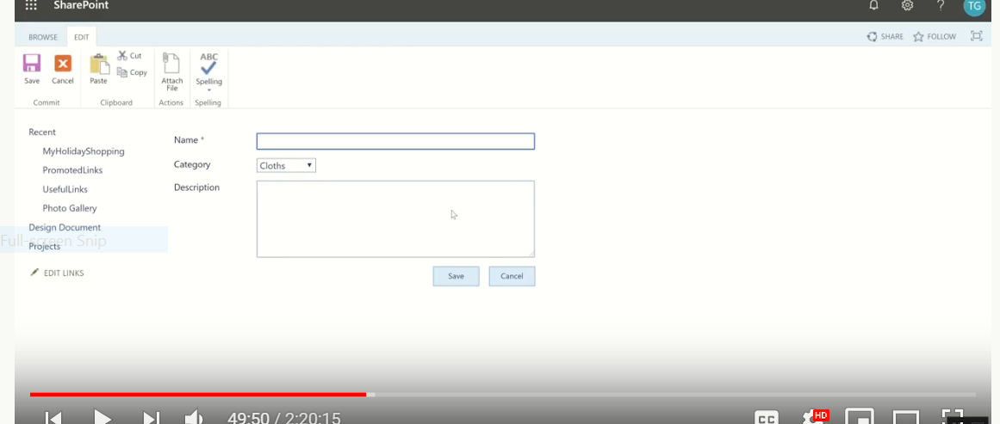 SharePoint
TG
BROWSE EDIT
SHARE FOLLOW
Save Cancel Paste Cut Copy Attach File ABC Spelling
Commit Clipboard Actions Spelling
Recent
MyHolidayShopping
PromotedLinks
UsefulLinks
Photo Gallery
Design Document
Projects
EDIT LINKS
Full-screen Snip
Name *
Category Cloths
Description
Save Cancel
49:50 / 2:20:15
CC HD